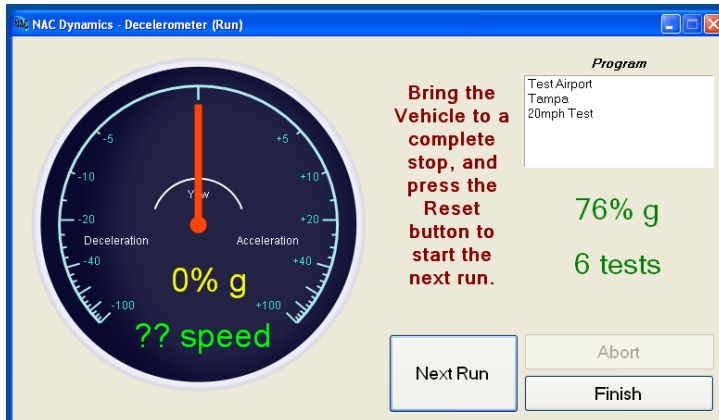 NAC Dynamics - Decelerometer (Run)
Program
Test Airport
Tampa
20mph Test
Bring the
Vehicle to a
complete
stop, and
press the
Reset
button to
start the
next run.
76% g
6 tests
-5
+5
-10
+10
Yaw
-20
+20
Deceleration
Acceleration
-40
+40
0% g
-100
+100
?? speed
Next Run
Abort
Finish